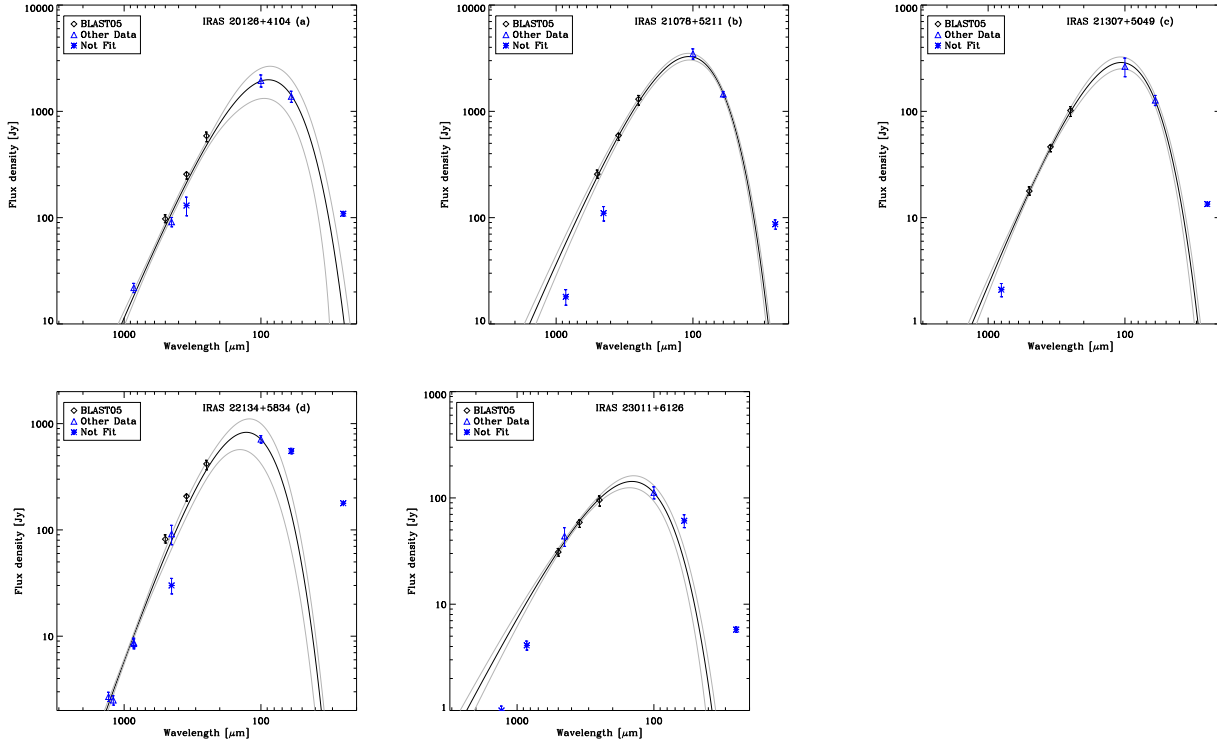 IRAS 20126+4104 (a)
BLAST05
Other Data
Not Fit
10000
1000
100
10
Flux density [Jy]
1000
100
Wavelength [μm]
IRAS 21078+5211 (b)
BLAST05
Other Data
Not Fit
10000
1000
100
10
Flux density [Jy]
1000
100
Wavelength [μm]
IRAS 21307+5049 (c)
BLAST05
Other Data
Not Fit
1000
100
10
1
Flux density [Jy]
1000
100
Wavelength [μm]
IRAS 22134+5834 (d)
BLAST05
Other Data
Not Fit
1000
100
10
Flux density [Jy]
1000
100
Wavelength [μm]
IRAS 23011+6126
BLAST05
Other Data
Not Fit
1000
100
10
1
Flux density [Jy]
1000
100
Wavelength [μm]